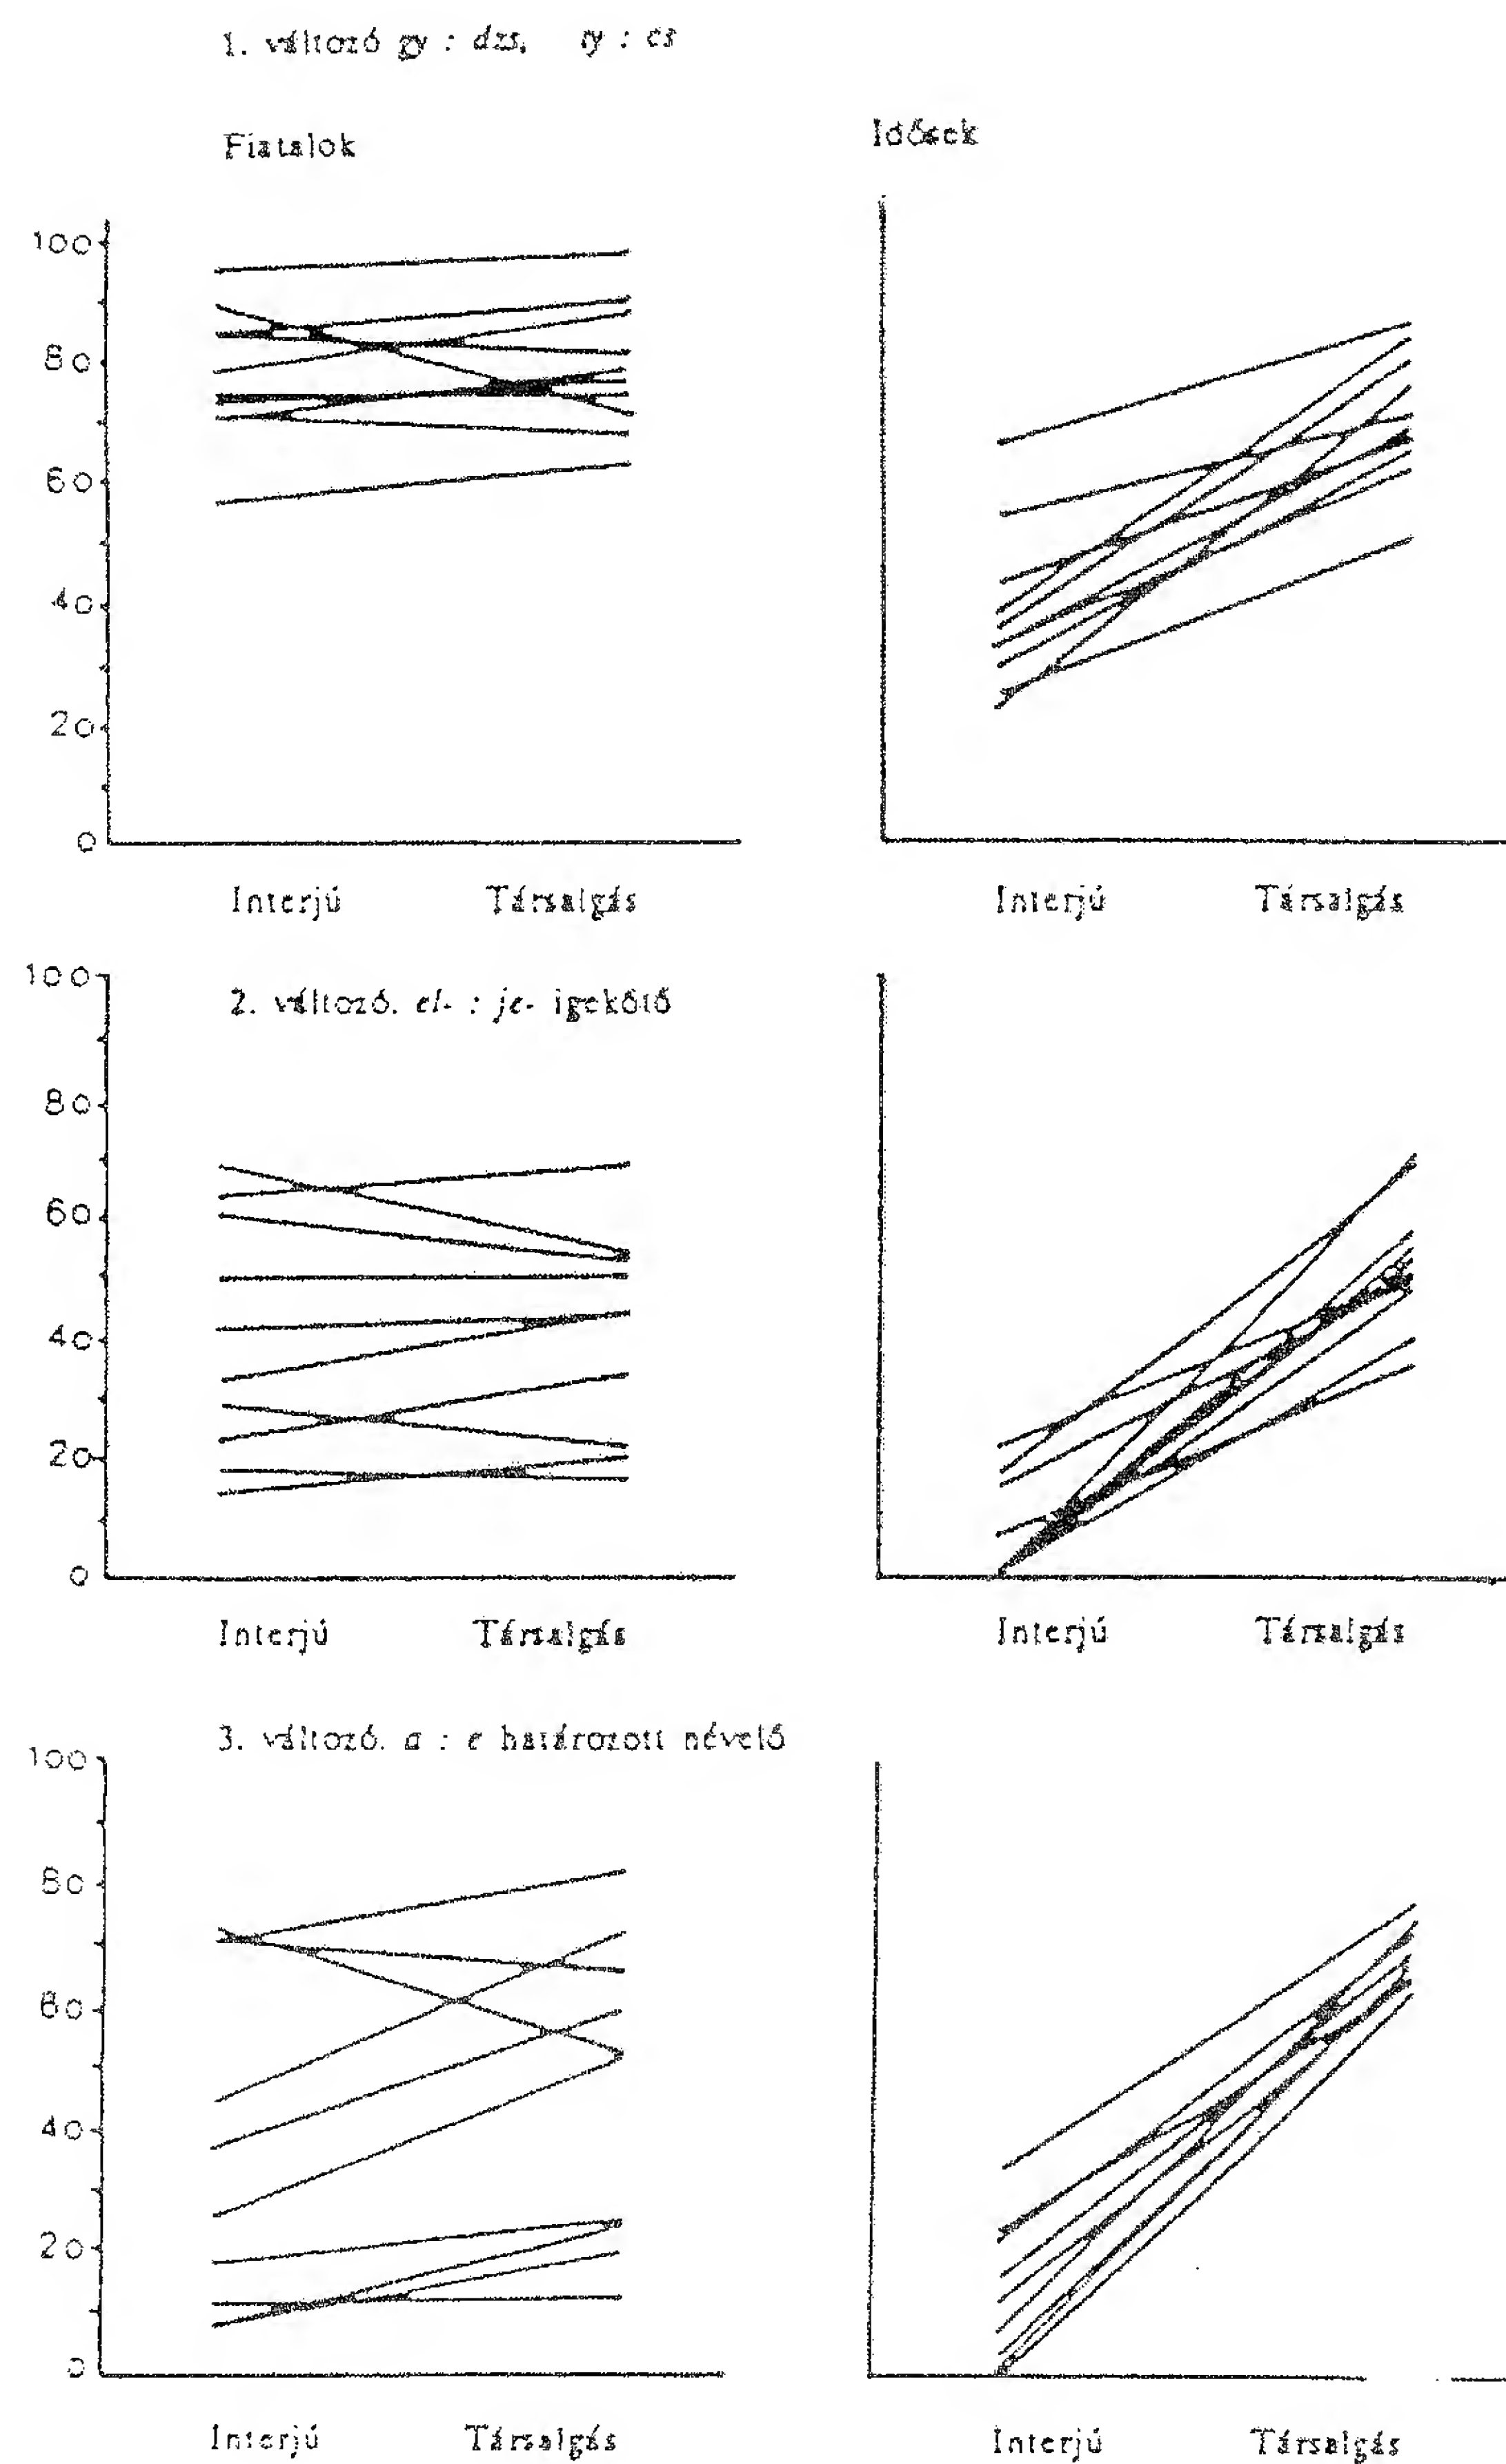 1. változó gy : dzs, ty : cs
Fiatalok
Idősek
100
80
60
40
20
0
Interjú Társalgás
Interjú Társalgás
2. változó. el- : je- igekötő
100
80
60
40
20
0
Interjú Társalgás
Interjú Társalgás
3. változó. a : e határozott névelő
100
80
60
40
20
0
Interjú Társalgás
Interjú Társalgás